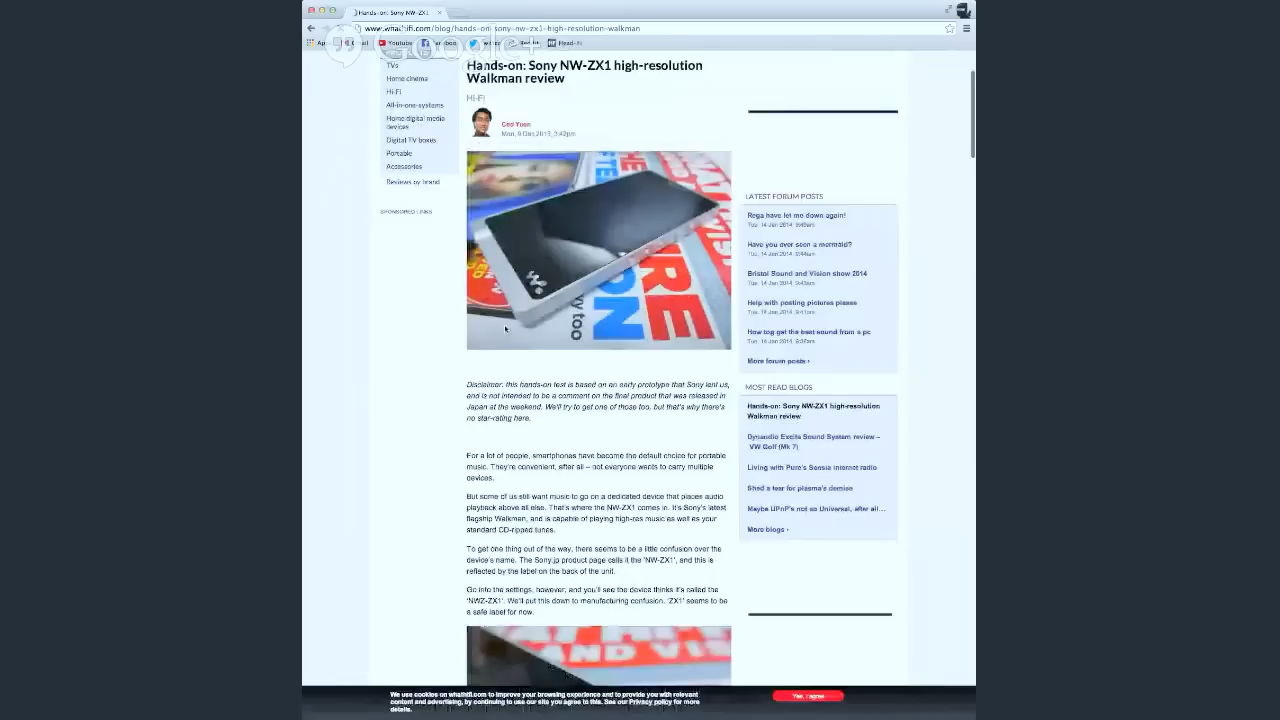 Hands-on: Sony NW-ZX1
www.whathifi.com/blog/hands-on-sony-nw-zx1-high-resolution-walkman
Youtube
Head-Fi
Google+
TVs
Home cinema
Hi-Fi
All-in-one-systems
Home digital media
devices
Digital TV boxes
Portable
Accessories
Reviews by brand
SPONSORED LINKS
Hands-on: Sony NW-ZX1 high-resolution
Walkman review
HI-FI
Ced Yuen
Mon, 9 Dec 2013, 3:42pm
Disclaimer: this hands-on test is based on an early prototype that Sony lent us,
and is not intended to be a comment on the final product that was released in
Japan at the weekend. We'll try to get one of those too, but that's why there's
no star-rating here.
For a lot of people, smartphones have become the default choice for portable
music. They're convenient, after all – not everyone wants to carry multiple
devices.
But some of us still want music to go on a dedicated device that places audio
playback above all else. That's where the NW-ZX1 comes in. It's Sony's latest
flagship Walkman, and is capable of playing high-res music as well as your
standard CD-ripped tunes.
To get one thing out of the way, there seems to be a little confusion over the
device's name. The Sony.jp product page calls it the 'NW-ZX1', and this is
reflected by the label on the back of the unit.
Go into the settings, however, and you'll see the device thinks it's called the
'NWZ-ZX1'. We'll put this down to manufacturing confusion. 'ZX1' seems to be
a safe label for now.
LATEST FORUM POSTS
Rega have let me down again!
Tue, 14 Jan 2014,
Have you ever seen a mermaid?
Tue, 14 Jan 2014, 9:44am
Bristol Sound and Vision show 2014
Tue, 14 Jan 2014,
Help with posting pictures please
Tue, 14 Jan 2014, 9:41am
How tog get the best sound from a pc
Tue, 14 Jan 2014,
More forum posts ›
MOST READ BLOGS
Hands-on: Sony NW-ZX1 high-resolution
Walkman review
Dynaudio Excite Sound System review –
VW Golf (Mk 7)
Living with Pure's Sensia internet radio
Shed a tear for plasma's demise
Maybe UPnP's not so Universal, after all...
More blogs ›
We use cookies on whathifi.com to improve your browsing experience and to provide you with relevant
content and advertising, by continuing to use our site you agree to this. See our Privacy policy for more
details.
Yes, I agree